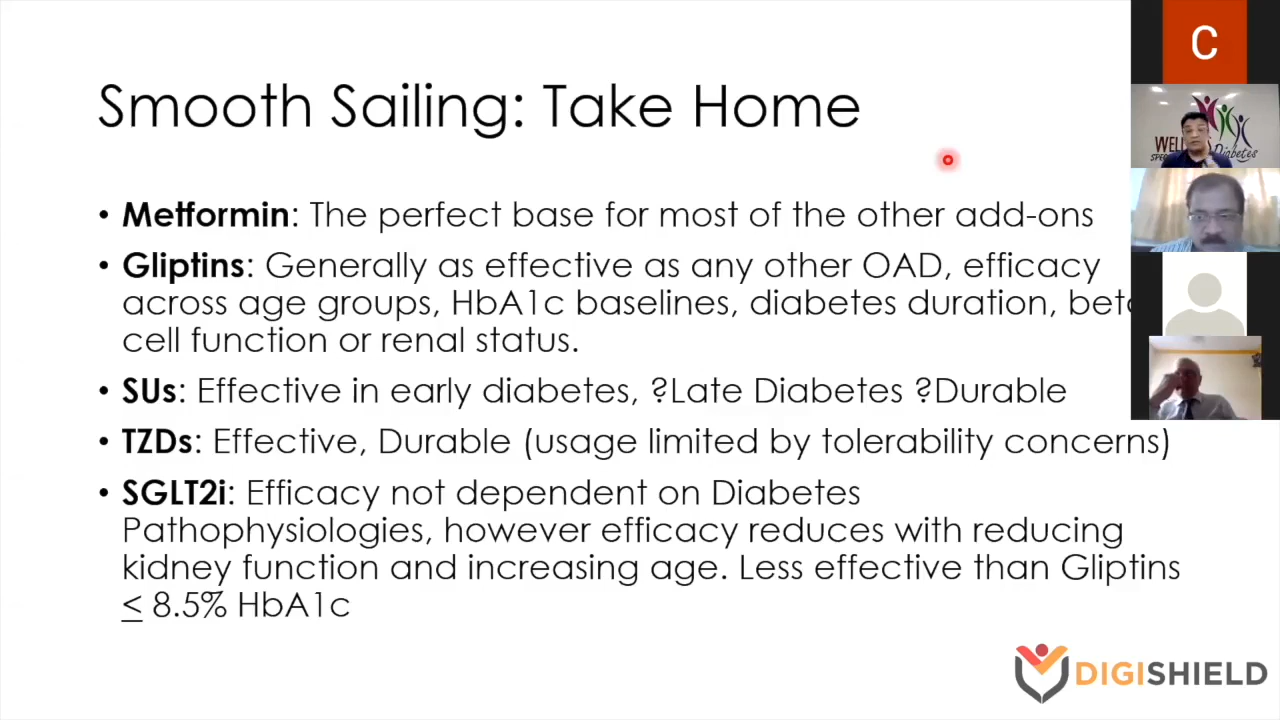 Smooth Sailing: Take Home
C
• Metformin: The perfect base for most of the other add-ons
• Gliptins: Generally as effective as any other OAD, efficacy
across age groups, HbA1c baselines, diabetes duration,
cell function or renal status.
• SUs: Effective in early diabetes, ?Late Diabetes ?Durable
• TZDs: Effective, Durable (usage limited by tolerability concerns)
• SGLT2i: Efficacy not dependent on Diabetes
Pathophysiologies, however efficacy reduces with reducing
kidney function and increasing age. Less effective than Gliptins
≤ 8.5% HbA1c
Diabetes
DIGISHIELD